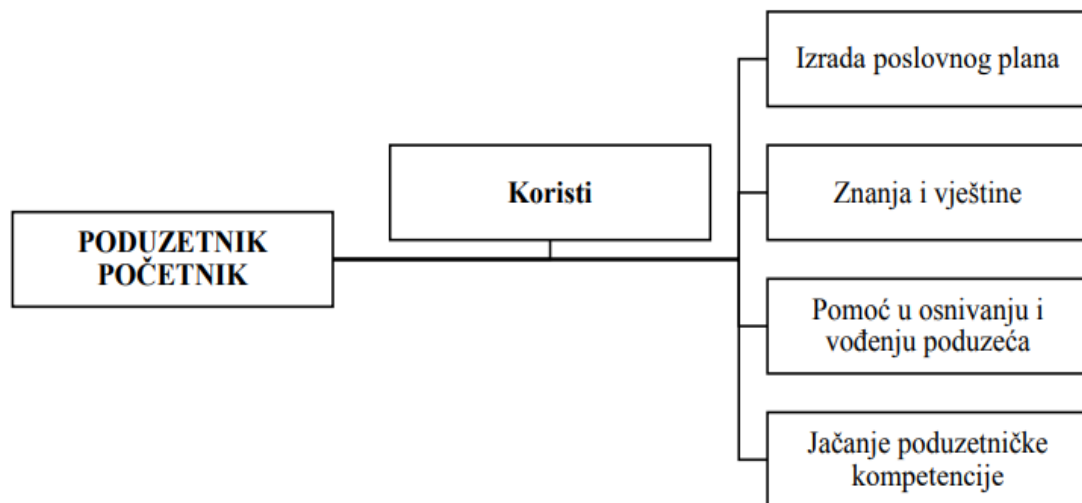 PODUZETNIK
POČETNIK
Koristi
Izrada poslovnog plana
Znanja i vještine
Pomoć u osnivanju i
vođenju poduzeća
Jačanje poduzetničke
kompetencije